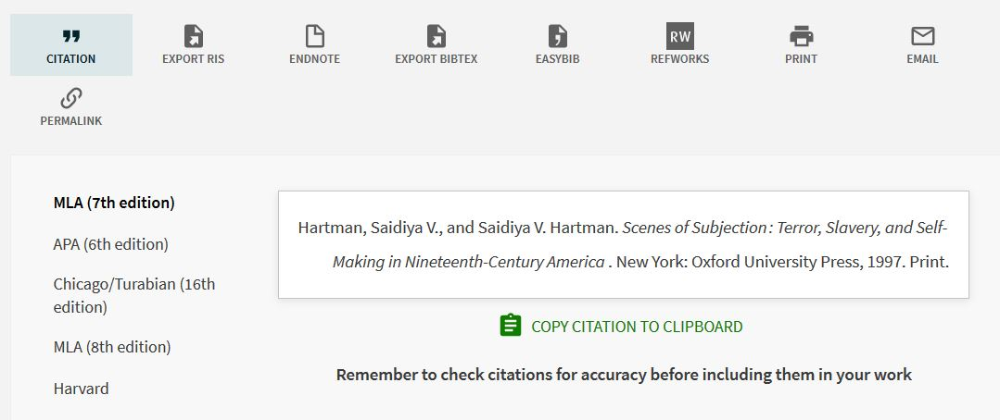 CITATION
EXPORT RIS
ENDNOTE
EXPORT BIBTEX
EASYBIB
RW
REFWORKS
PRINT
EMAIL
PERMALINK
MLA (7th edition)
APA (6th edition)
Chicago/Turabian (16th
edition)
MLA (8th edition)
Harvard
Hartman, Saidiya V., and Saidiya V. Hartman. Scenes of Subjection : Terror, Slavery, and Self-
Making in Nineteenth-Century America . New York: Oxford University Press, 1997. Print.
COPY CITATION TO CLIPBOARD
Remember to check citations for accuracy before including them in your work